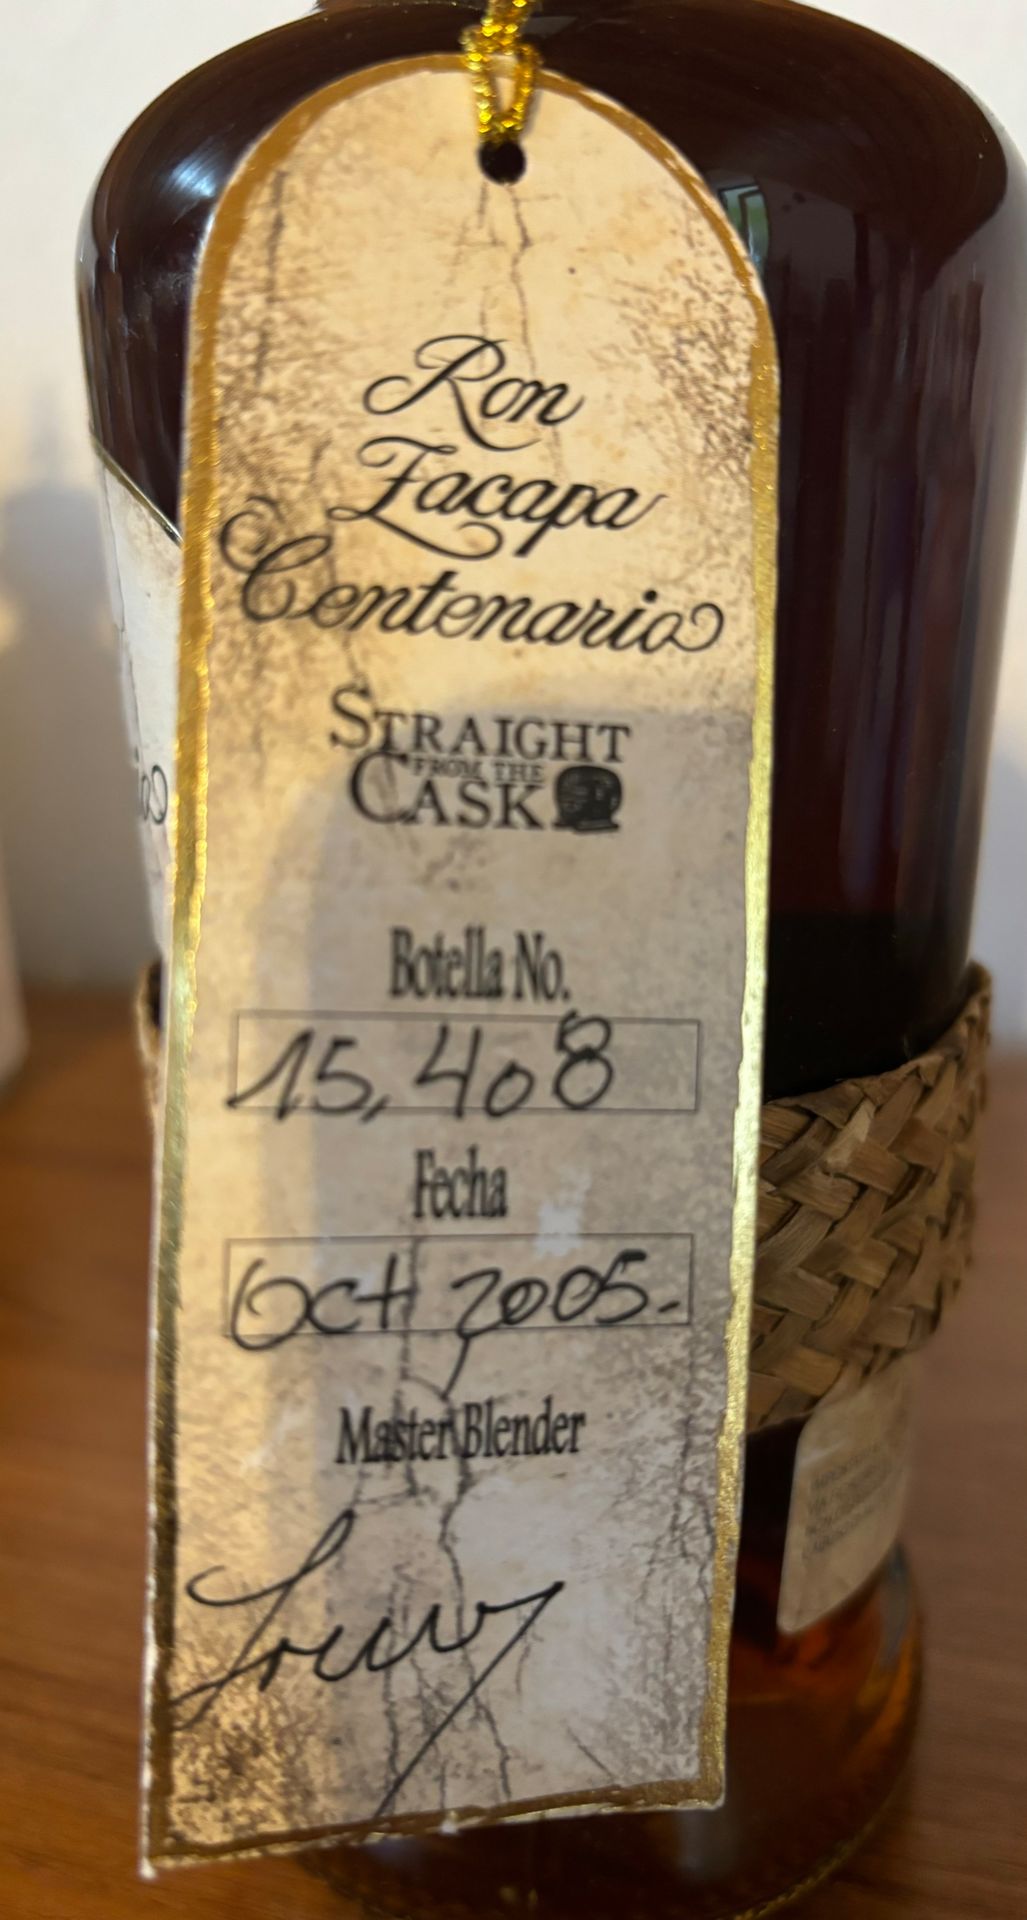 Ron
Zacapa
Centenario
STRAIGHT
FROM THE
CASK
Botella No.
15,408
Fecha
Oct 2005.
Master Blender